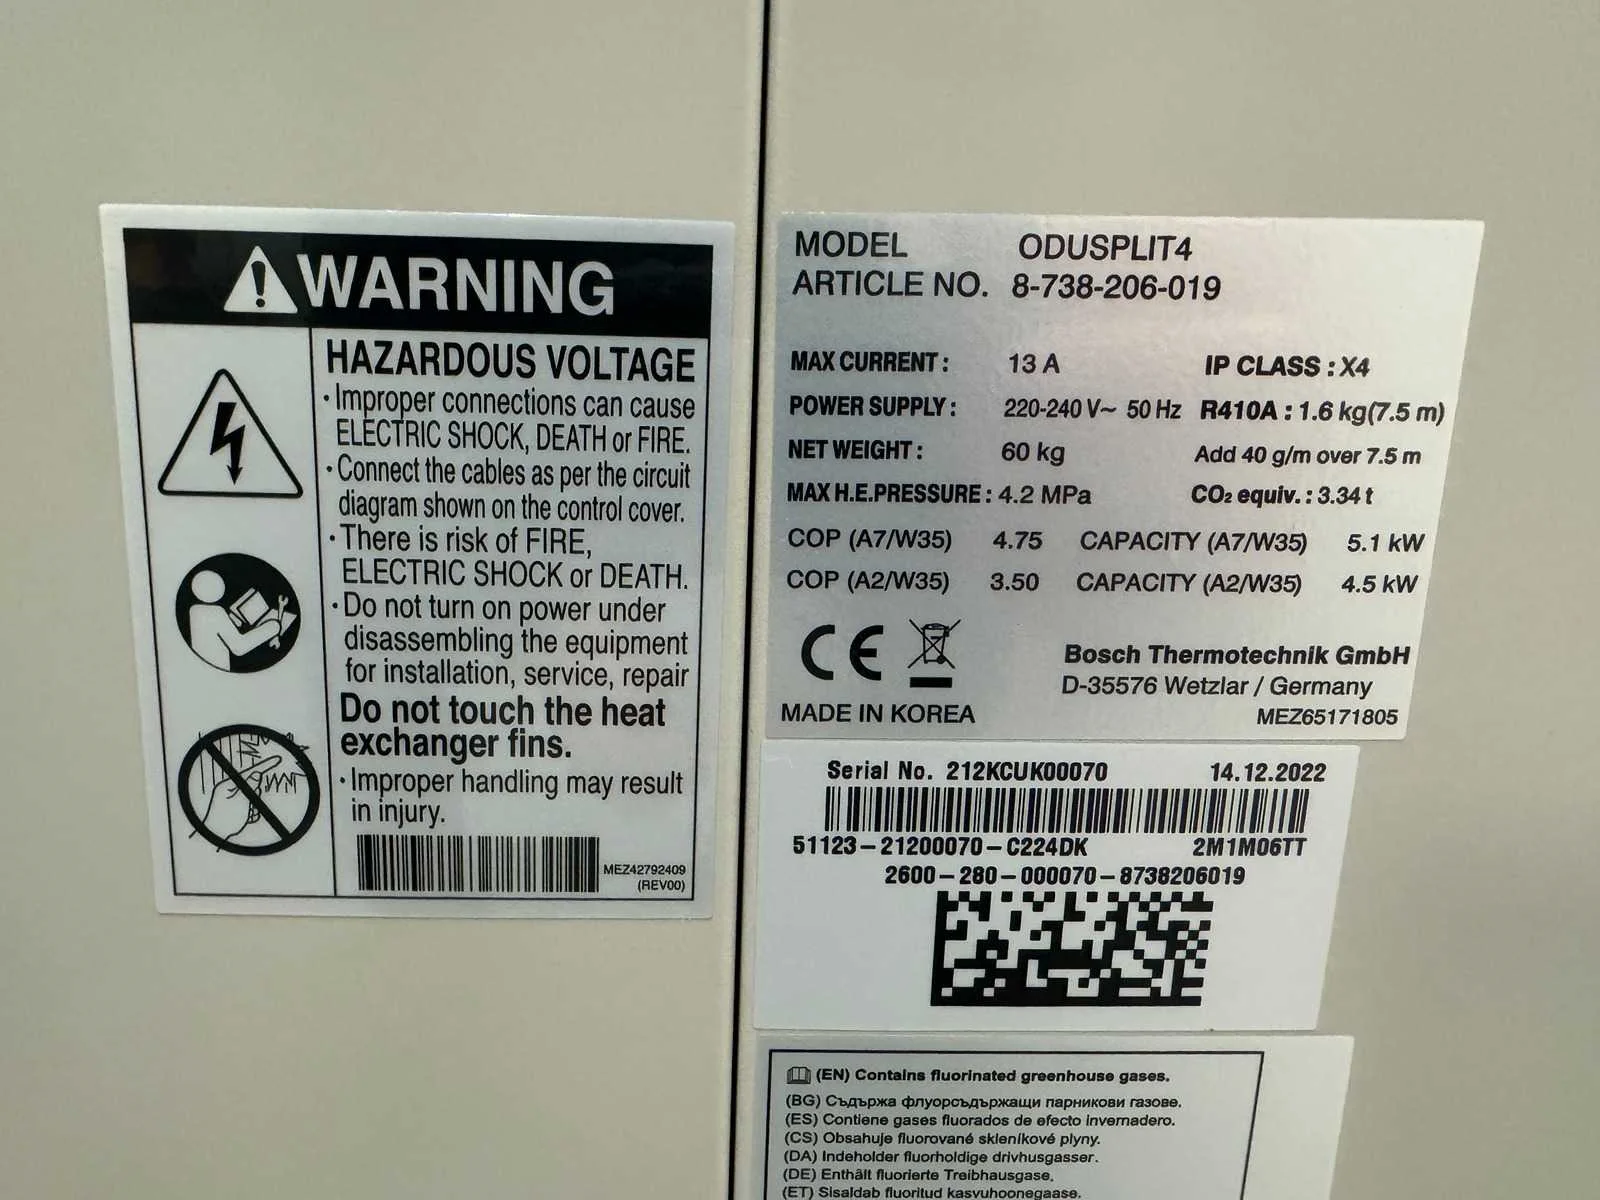 WARNING
HAZARDOUS VOLTAGE
· Improper connections can cause
ELECTRIC SHOCK, DEATH or FIRE.
· Connect the cables as per the circuit
diagram shown on the control cover.
· There is risk of FIRE,
ELECTRIC SHOCK or DEATH.
· Do not turn on power under
disassembling the equipment
for installation, service, repair
Do not touch the heat
exchanger fins.
· Improper handling may result
in injury.
MEZ42792409
(REV00)
MODEL ODUSPLIT4
ARTICLE NO. 8-738-206-019
MAX CURRENT : 13 A IP CLASS : X4
POWER SUPPLY : 220-240 V~ 50 Hz R410A : 1.6 kg(7.5 m)
NET WEIGHT : 60 kg Add 40 g/m over 7.5 m
MAX H.E.PRESSURE : 4.2 MPa CO₂ equiv. : 3.34 t
COP (A7/W35) 4.75 CAPACITY (A7/W35) 5.1 kW
COP (A2/W35) 3.50 CAPACITY (A2/W35) 4.5 kW
CE
Bosch Thermotechnik GmbH
D-35576 Wetzlar / Germany
MADE IN KOREA MEZ65171805
Serial No. 212KCUK00070 14.12.2022
51123-21200070-C224DK 2M1M06TT
2600-280-000070-8738206019
(EN) Contains fluorinated greenhouse gases.
(BG) Съдържа флуорсъдържащи парникови газове.
(ES) Contiene gases fluorados de efecto invernadero.
(CS) Obsahuje fluorované skleníkové plyny.
(DA) Indeholder fluorholdige drivhusgasser.
(DE) Enthält fluorierte Treibhausgase.
(ET) Sisaldab fluoritud kasvuhoonegaase.